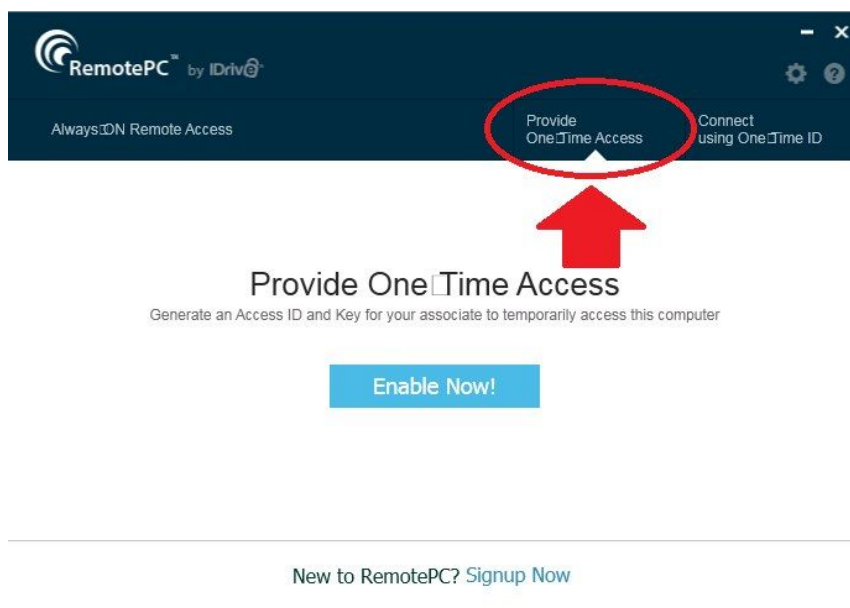 RemotePC™ by IDrive
Always□ON Remote Access
Provide
One□Time Access
Connect
using One□Time ID
Provide One□Time Access
Generate an Access ID and Key for your associate to temporarily access this computer
Enable Now!
New to RemotePC? Signup Now